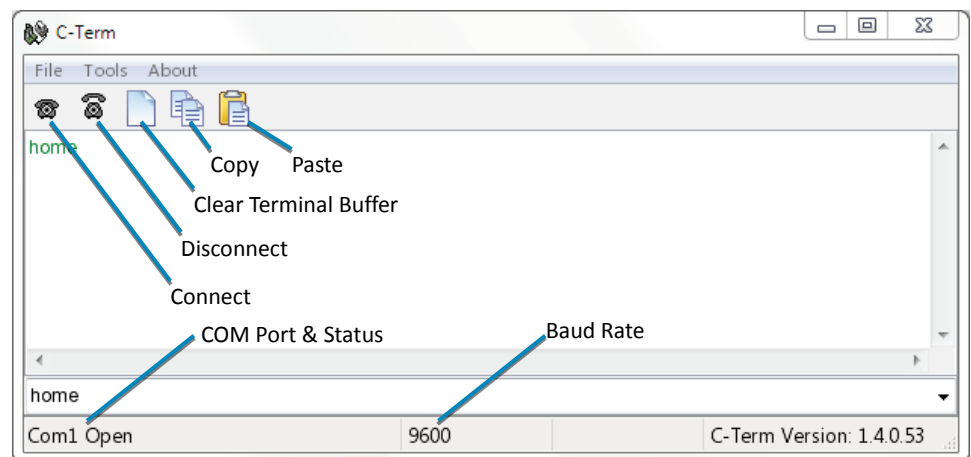 C-Term
File Tools About
home
Copy Paste
Clear Terminal Buffer
Disconnect
Connect
COM Port & Status Baud Rate
home
Com1 Open 9600 C-Term Version: 1.4.0.53